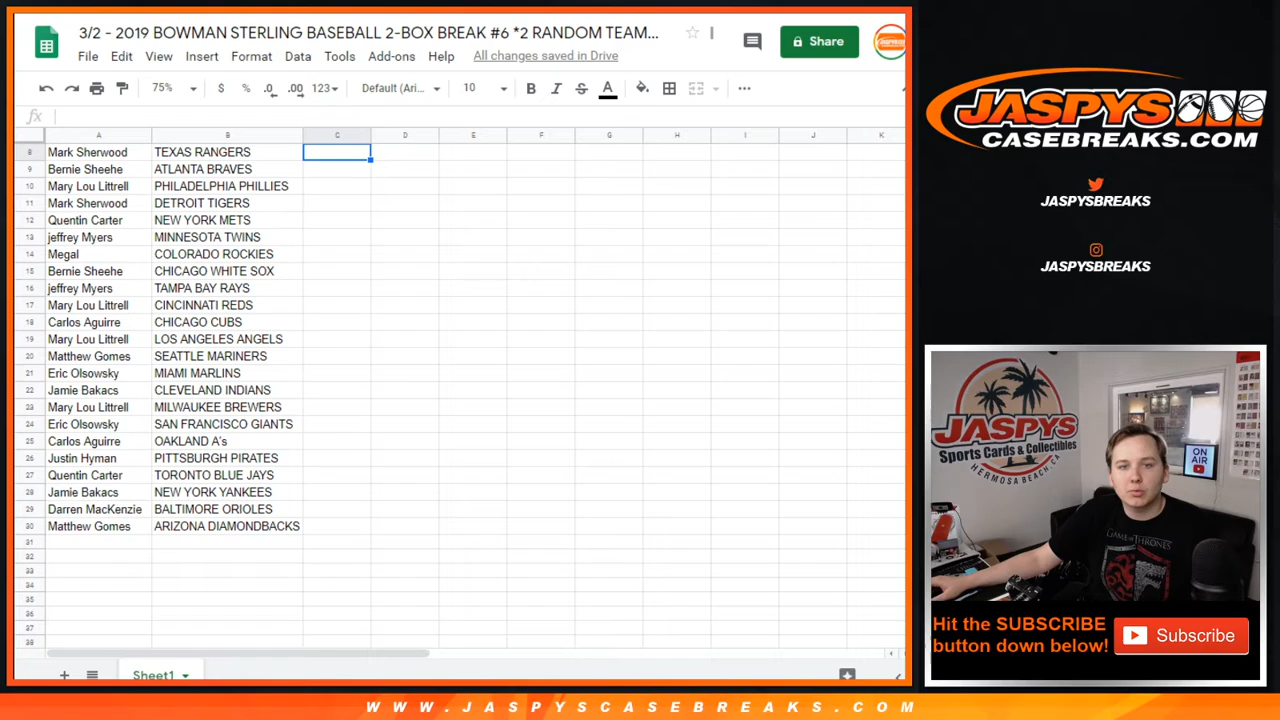 3/2 - 2019 BOWMAN STERLING BASEBALL 2-BOX BREAK #6 *2 RANDOM TEAM...
Share
File Edit View Insert Format Data Tools Add-ons Help All changes saved in Drive
75% $ % .0 .00 123 Default (Ari... 10 B I S A
fx
A B C D E F G H I J K
8 Mark Sherwood TEXAS RANGERS
9 Bernie Sheehe ATLANTA BRAVES
10 Mary Lou Littrell PHILADELPHIA PHILLIES
11 Mark Sherwood DETROIT TIGERS
12 Quentin Carter NEW YORK METS
13 jeffrey Myers MINNESOTA TWINS
14 Megal COLORADO ROCKIES
15 Bernie Sheehe CHICAGO WHITE SOX
16 jeffrey Myers TAMPA BAY RAYS
17 Mary Lou Littrell CINCINNATI REDS
18 Carlos Aguirre CHICAGO CUBS
19 Mary Lou Littrell LOS ANGELES ANGELS
20 Matthew Gomes SEATTLE MARINERS
21 Eric Olsowsky MIAMI MARLINS
22 Jamie Bakacs CLEVELAND INDIANS
23 Mary Lou Littrell MILWAUKEE BREWERS
24 Eric Olsowsky SAN FRANCISCO GIANTS
25 Carlos Aguirre OAKLAND A's
26 Justin Hyman PITTSBURGH PIRATES
27 Quentin Carter TORONTO BLUE JAYS
28 Jamie Bakacs NEW YORK YANKEES
29 Darren MacKenzie BALTIMORE ORIOLES
30 Matthew Gomes ARIZONA DIAMONDBACKS
31
32
33
34
35
36
37
38
Sheet1
JASPYS
CASEBREAKS.COM
JASPYSBREAKS
JASPYSBREAKS
JASPYS
Sports Cards & Collectibles
HERMOSA BEACH, CA
ON
AIR
GAME OF THRONES
Hit the SUBSCRIBE
button down below!
Subscribe
WWW.JASPYSCASEBREAKS.COM